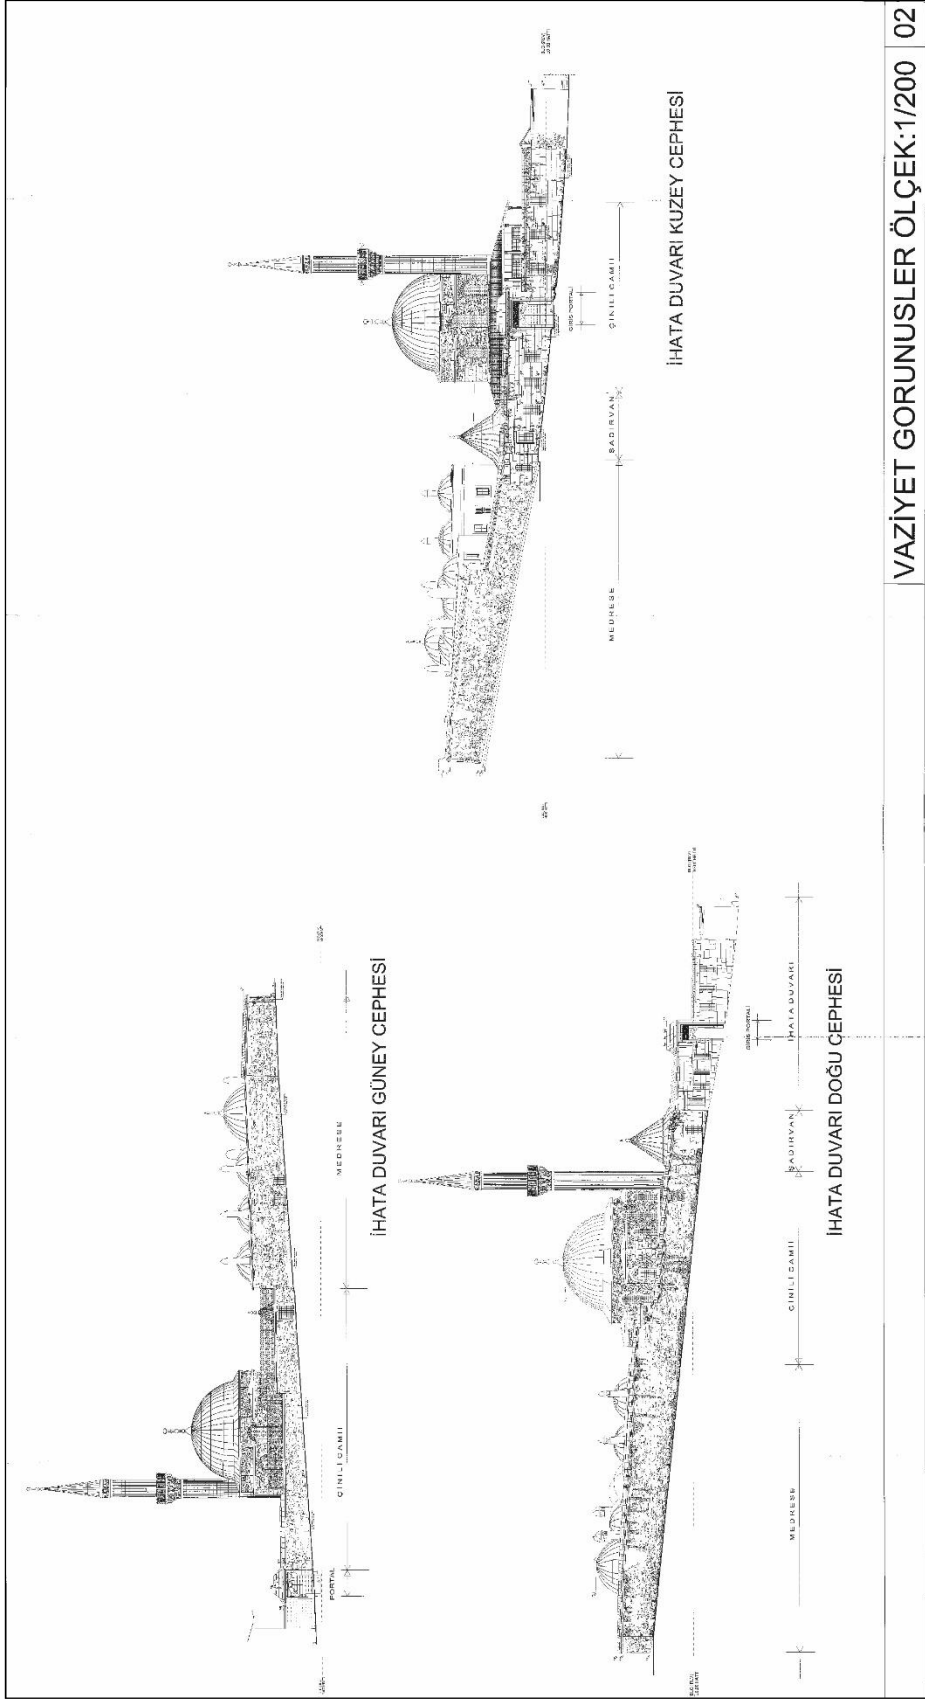 PORTAL
ÇİNİLİ CAMİİ
MEDRESE
İHATA DUVARI GÜNEY CEPHESİ
MEDRESE
ÇİNİLİ CAMİİ
ŞADIRVAN
GİRİŞ PORTALİ
İHATA DUVARI
İHATA DUVARI DOĞU CEPHESİ
MEDRESE
ŞADIRVAN
ÇİNİLİ CAMİİ
GİRİŞ PORTALİ
İHATA DUVARI KUZEY CEPHESİ
VAZİYET GORUNUSLER ÖLÇEK:1/200 02